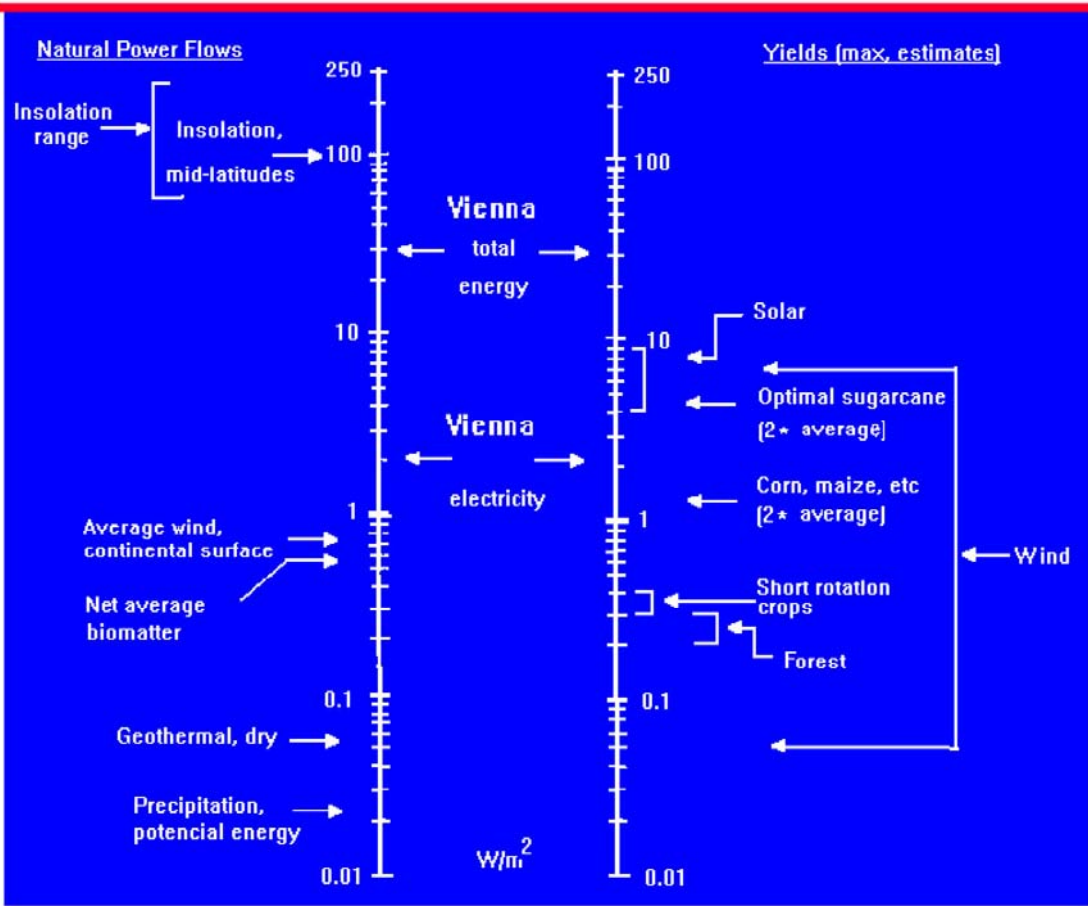 Natural Power Flows
Insolation
range
Insolation,
mid-latitudes
250
100
10
1
0.1
0.01
Vienna
total
energy
Vienna
electricity
Average wind,
continental surface
Net average
biomatter
Geothermal, dry
Precipitation,
potencial energy
W/m²
Yields (max, estimates)
250
100
10
1
0.1
0.01
Solar
Optimal sugarcane
(2* average)
Corn, maize, etc
(2* average)
Wind
Short rotation
crops
Forest